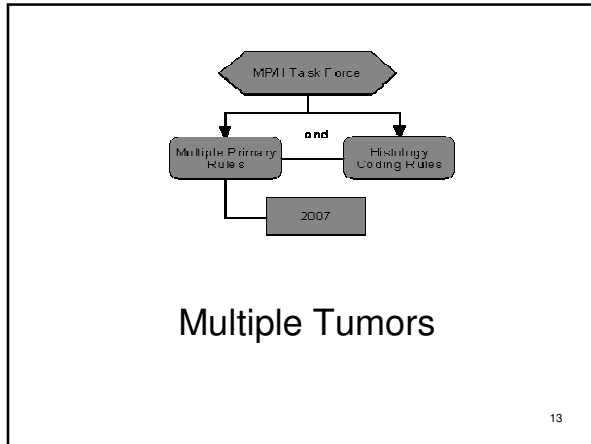 MP/H Task Force
and
Multiple Primary
Rules
Histology
Coding Rules
2007
Multiple Tumors
13